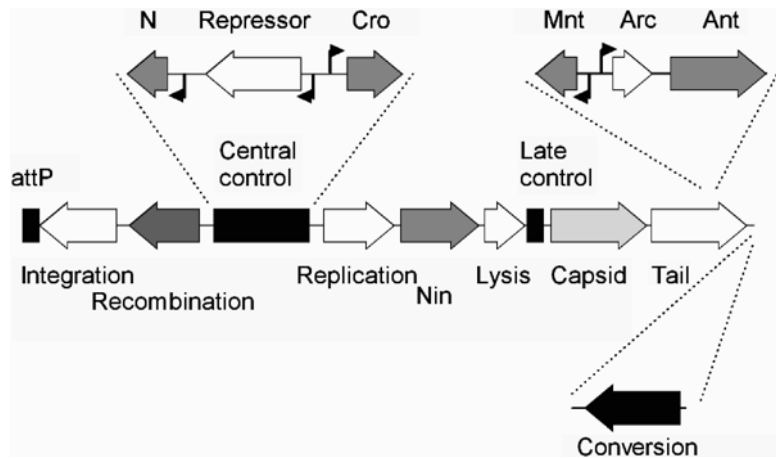 N Repressor Cro
Mnt Arc Ant
Central
control
Late
control
attP
Integration
Recombination
Replication
Nin
Lysis
Capsid
Tail
Conversion